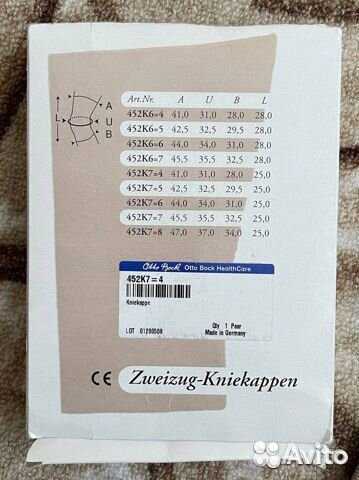 Art.Nr. A U B L
452K6=4 41,0 31,0 28,0 28,0
452K6=5 42,5 32,5 29,5 28,0
452K6=6 44,0 34,0 31,0 28,0
452K6=7 45,5 35,5 32,5 28,0
452K7=4 41,0 31,0 28,0 25,0
452K7=5 42,5 32,5 29,5 25,0
452K7=6 44,0 34,0 31,0 25,0
452K7=7 45,5 35,5 32,5 25,0
452K7=8 47,0 37,0 34,0 25,0
A
L U
B
Otto Bock Otto Bock HealthCare
452K7=4
Kniekappe
Qty 1 Paar
LOT 01200508 Made in Germany
CE Zweizug-Kniekappen
Avito